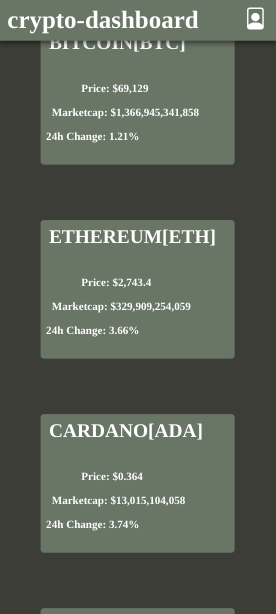 crypto-dashboard
BITCOIN[BTC]
Price: $69,129
Marketcap: $1,366,945,341,858
24h Change: 1.21%
ETHEREUM[ETH]
Price: $2,743.4
Marketcap: $329,909,254,059
24h Change: 3.66%
CARDANO[ADA]
Price: $0.364
Marketcap: $13,015,104,058
24h Change: 3.74%